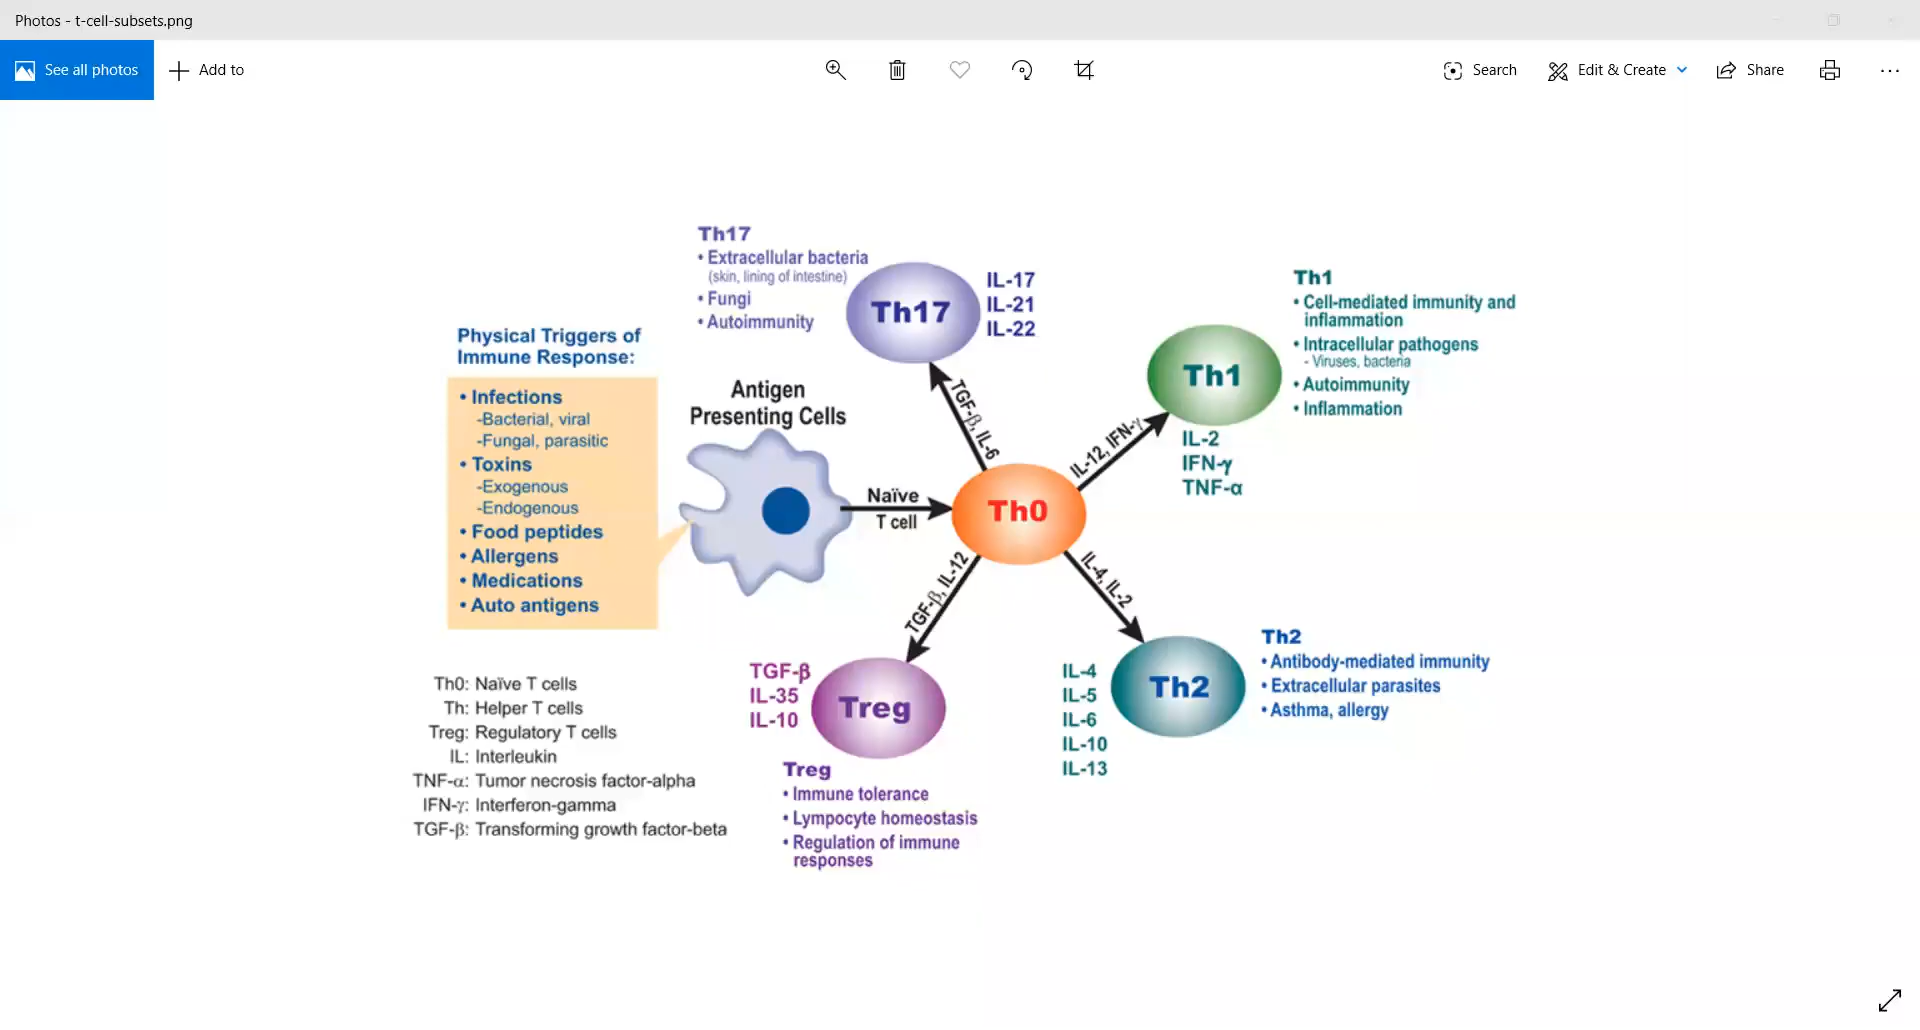 Photos - t-cell-subsets.png
See all photos
Add to
Search
Edit & Create
Share
Th17
• Extracellular bacteria
(skin, lining of intestine)
• Fungi
• Autoimmunity
Th17
IL-17
IL-21
IL-22
Th1
• Cell-mediated immunity and
inflammation
• Intracellular pathogens
- Viruses, bacteria
• Autoimmunity
• Inflammation
Th1
IL-2
IFN-γ
TNF-α
Physical Triggers of
Immune Response:
• Infections
-Bacterial, viral
-Fungal, parasitic
• Toxins
-Exogenous
-Endogenous
• Food peptides
• Allergens
• Medications
• Auto antigens
Antigen
Presenting Cells
Naïve
T cell
Th0
TGF-β, IL-6
IL-12, IFN-γ
TGF-β, IL-12
IL-4, IL-2
TGF-β
IL-35
IL-10
Treg
Treg
• Immune tolerance
• Lympocyte homeostasis
• Regulation of immune
responses
IL-4
IL-5
IL-6
IL-10
IL-13
Th2
Th2
• Antibody-mediated immunity
• Extracellular parasites
• Asthma, allergy
Th0: Naïve T cells
Th: Helper T cells
Treg: Regulatory T cells
IL: Interleukin
TNF-α: Tumor necrosis factor-alpha
IFN-γ: Interferon-gamma
TGF-β: Transforming growth factor-beta